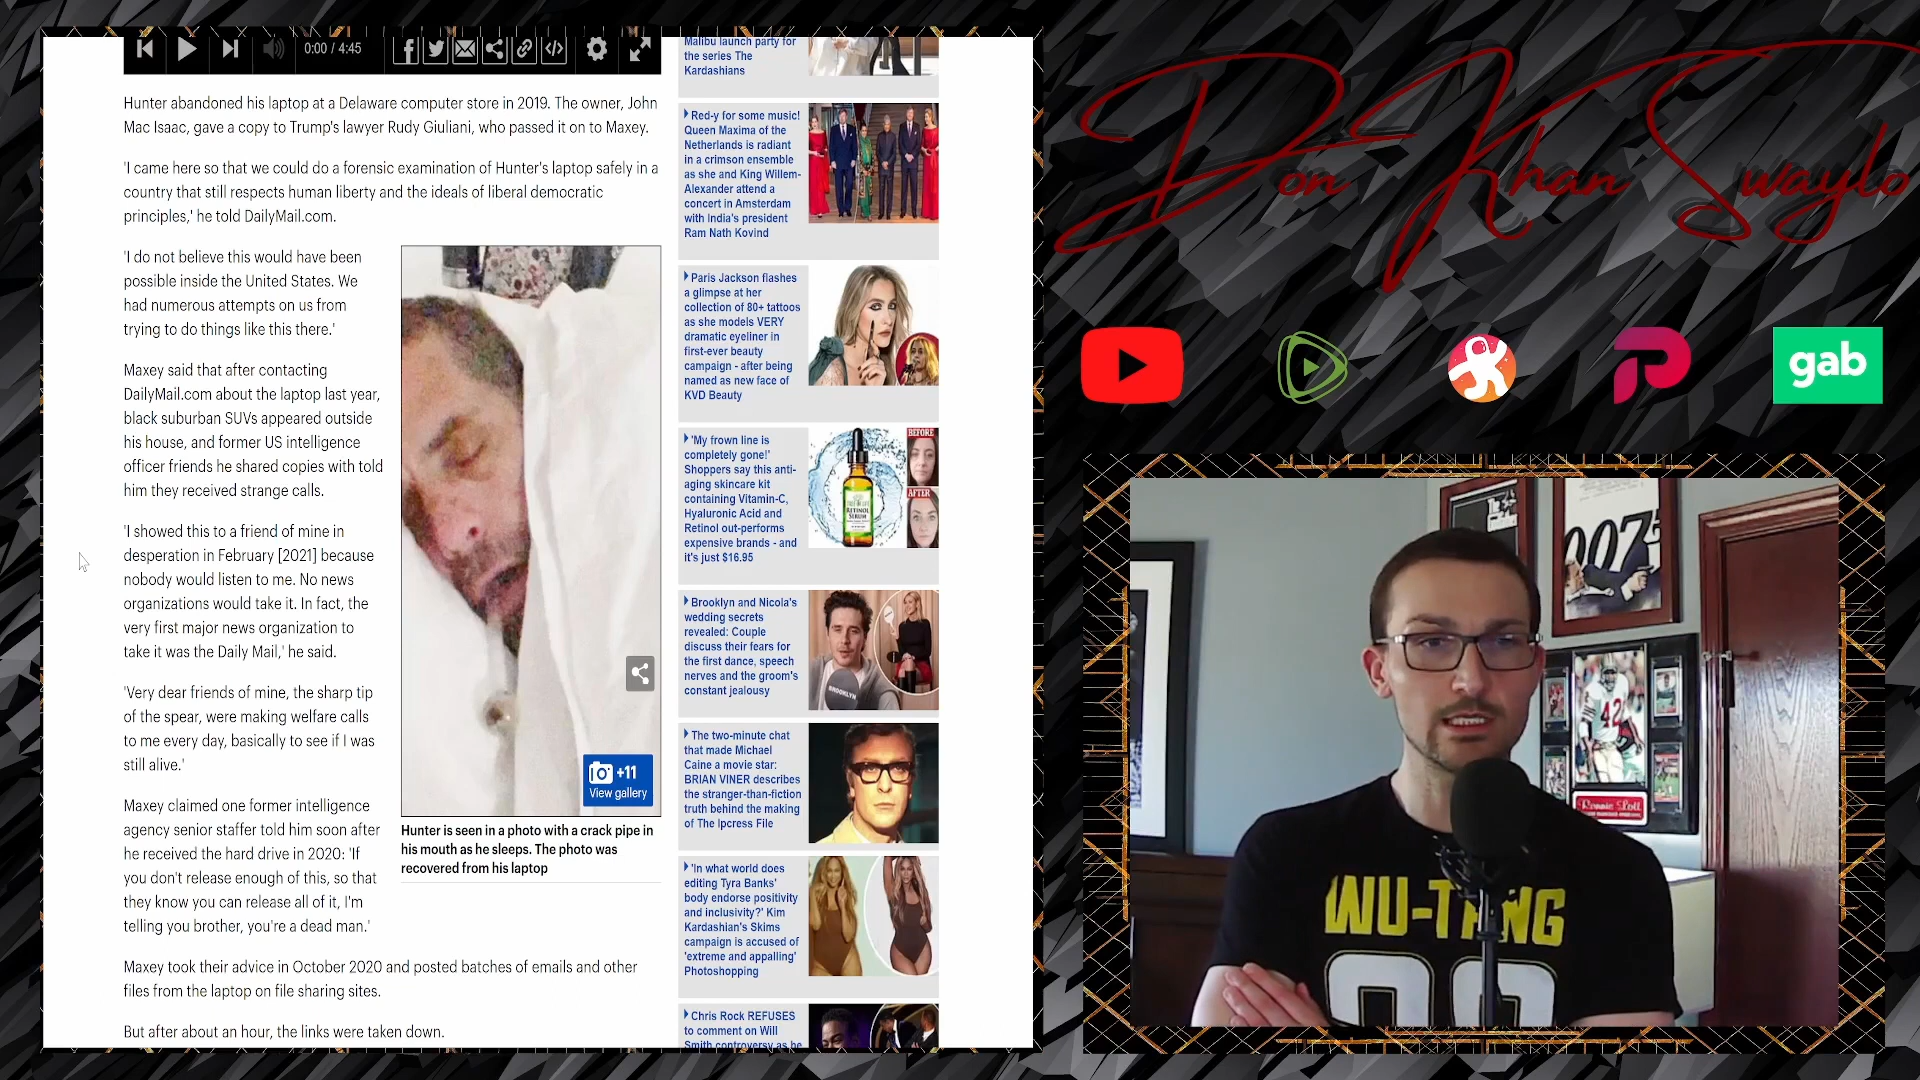 0:00 / 4:45
Hunter abandoned his laptop at a Delaware computer store in 2019. The owner, John
Mac Isaac, gave a copy to Trump's lawyer Rudy Giuliani, who passed it on to Maxey.
'I came here so that we could do a forensic examination of Hunter's laptop safely in a
country that still respects human liberty and the ideals of liberal democratic
principles,' he told DailyMail.com.
'I do not believe this would have been
possible inside the United States. We
had numerous attempts on us from
trying to do things like this there.'
Maxey said that after contacting
DailyMail.com about the laptop last year,
black suburban SUVs appeared outside
his house, and former US intelligence
officer friends he shared copies with told
him they received strange calls.
'I showed this to a friend of mine in
desperation in February [2021] because
nobody would listen to me. No news
organizations would take it. In fact, the
very first major news organization to
take it was the Daily Mail,' he said.
'Very dear friends of mine, the sharp tip
of the spear, were making welfare calls
to me every day, basically to see if I was
still alive.'
Maxey claimed one former intelligence
agency senior staffer told him soon after
he received the hard drive in 2020: 'If
you don't release enough of this, so that
they know you can release all of it, I'm
telling you brother, you're a dead man.'
Maxey took their advice in October 2020 and posted batches of emails and other
files from the laptop on file sharing sites.
But after about an hour, the links were taken down.
+11
View gallery
Hunter is seen in a photo with a crack pipe in
his mouth as he sleeps. The photo was
recovered from his laptop
Malibu launch party for
the series The
Kardashians
Red-y for some music!
Queen Maxima of the
Netherlands is radiant
in a crimson ensemble
as she and King Willem-
Alexander attend a
concert in Amsterdam
with India's president
Ram Nath Kovind
Paris Jackson flashes
a glimpse at her
collection of 80+ tattoos
as she models VERY
dramatic eyeliner in
first-ever beauty
campaign - after being
named as new face of
KVD Beauty
'My frown line is
completely gone!'
Shoppers say this anti-
aging skincare kit
containing Vitamin-C,
Hyaluronic Acid and
Retinol out-performs
expensive brands - and
it's just $16.95
BEFORE
AFTER
RETINOL
SERUM
Brooklyn and Nicola's
wedding secrets
revealed: Couple
discuss their fears for
the first dance, speech
nerves and the groom's
constant jealousy
BROOKLYN
The two-minute chat
that made Michael
Caine a movie star:
BRIAN VINER describes
the stranger-than-fiction
truth behind the making
of The Ipcress File
'In what world does
editing Tyra Banks'
body endorse positivity
and inclusivity?' Kim
Kardashian's Skims
campaign is accused of
'extreme and appalling'
Photoshopping
Chris Rock REFUSES
to comment on Will
Smith controversy as he
Don Khan Swaylo
gab
007
42
Ronnie Lott
WU-TANG